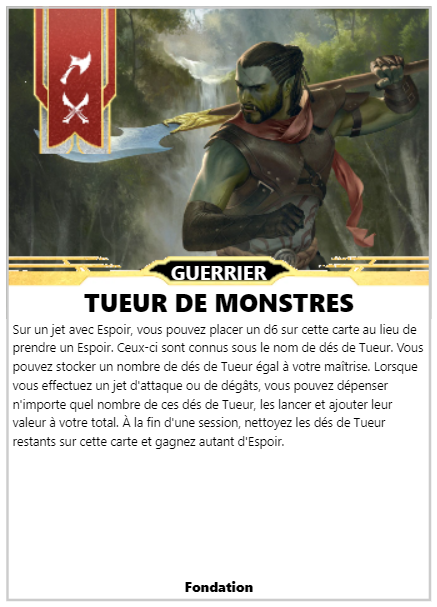 GUERRIER
TUEUR DE MONSTRES
Sur un jet avec Espoir, vous pouvez placer un d6 sur cette carte au lieu de
prendre un Espoir. Ceux-ci sont connus sous le nom de dés de Tueur. Vous
pouvez stocker un nombre de dés de Tueur égal à votre maîtrise. Lorsque
vous effectuez un jet d'attaque ou de dégâts, vous pouvez dépenser
n'importe quel nombre de ces dés de Tueur, les lancer et ajouter leur
valeur à votre total. À la fin d'une session, nettoyez les dés de Tueur
restants sur cette carte et gagnez autant d'Espoir.
Fondation